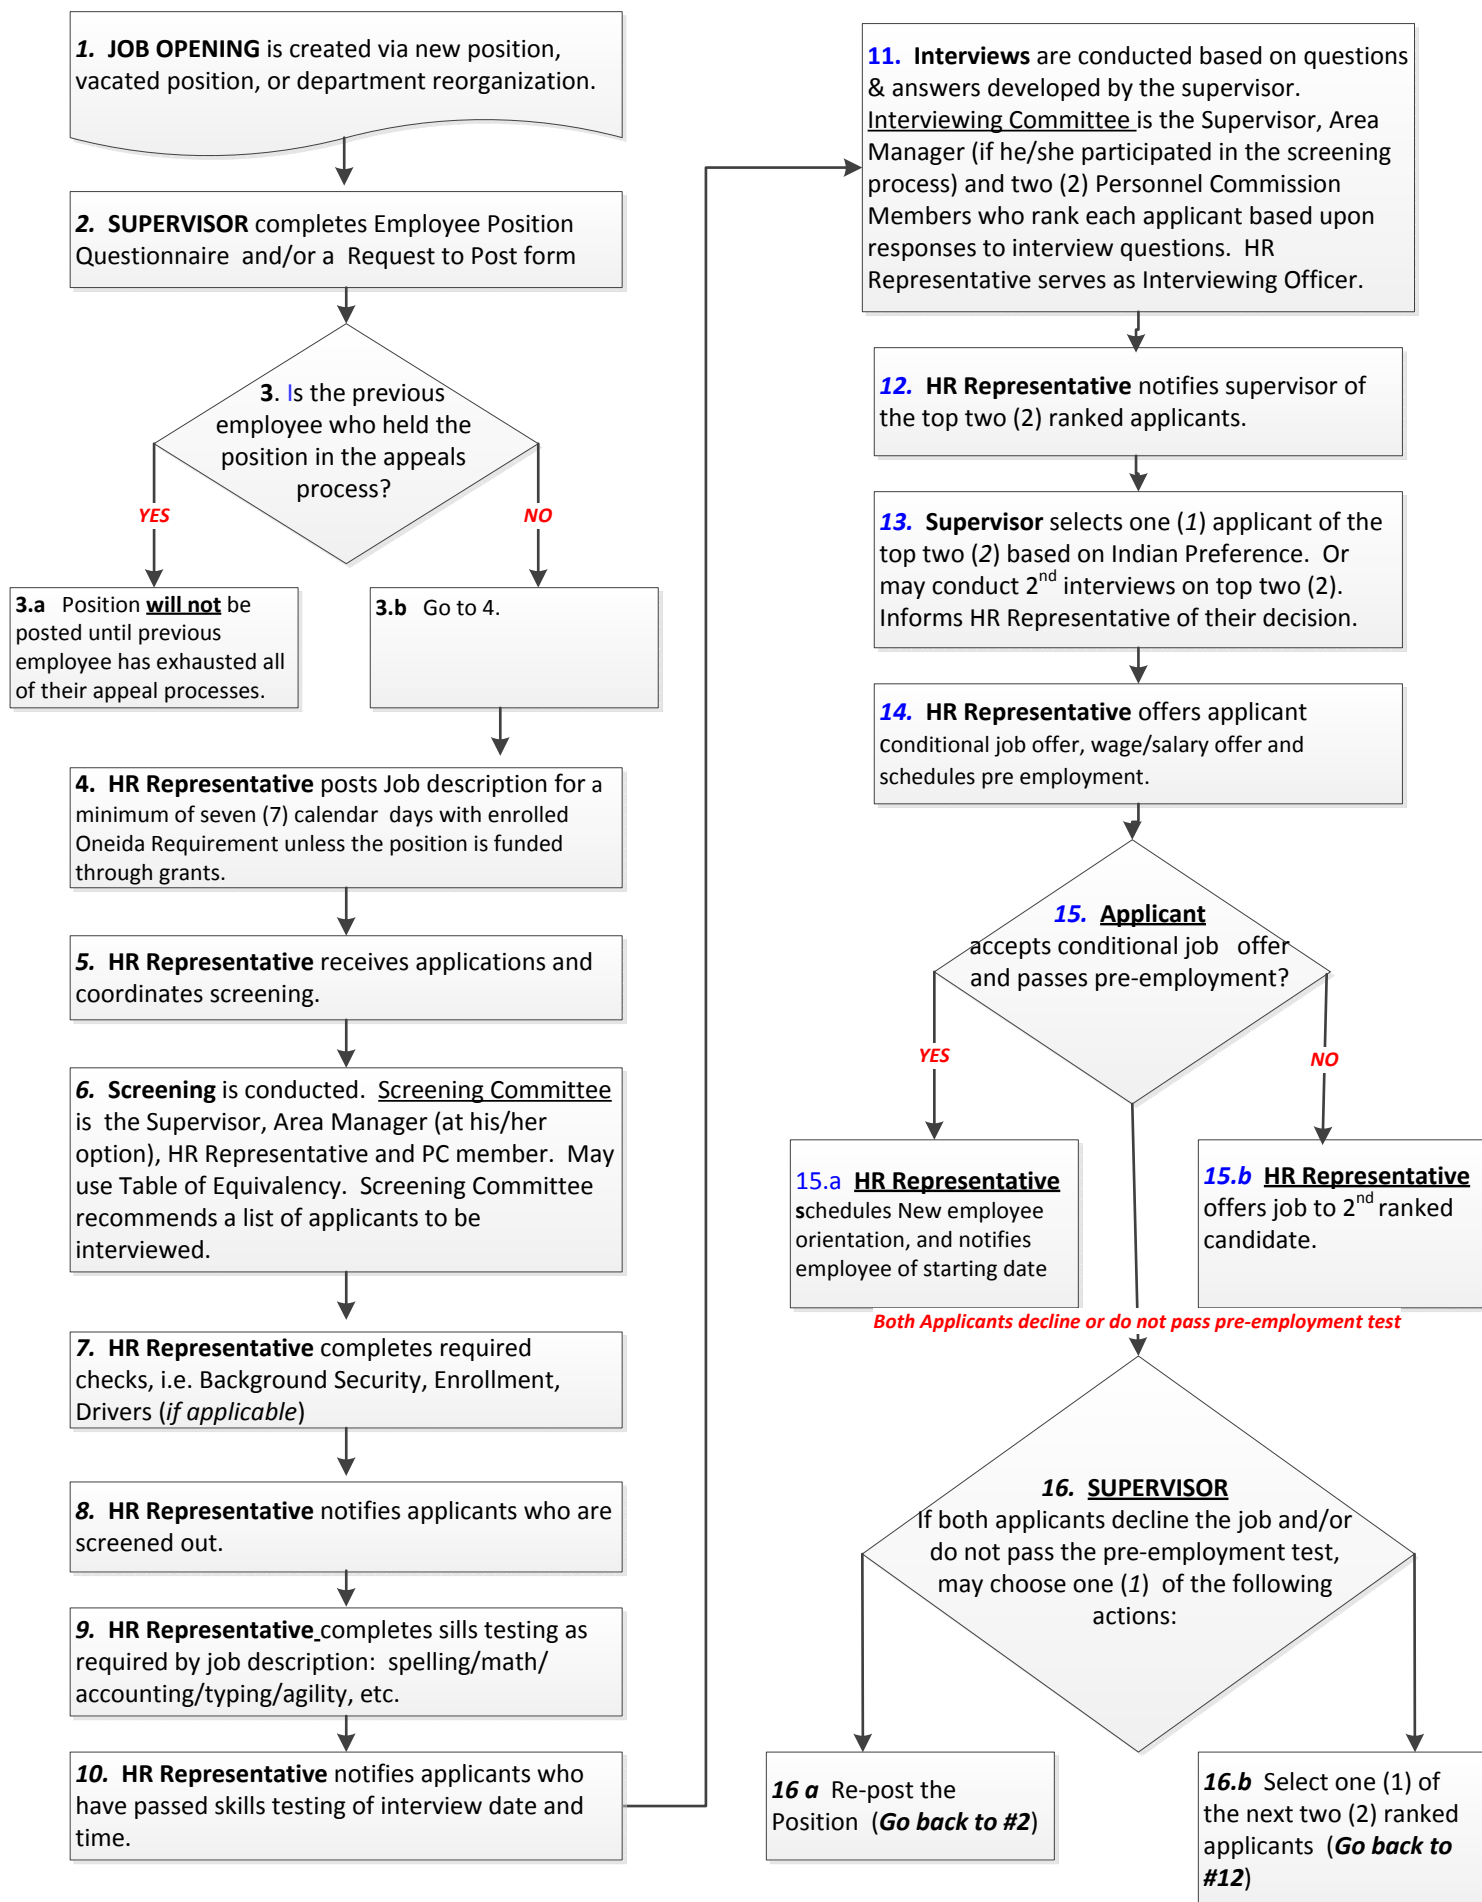 1. JOB OPENING is created via new position,
vacated position, or department reorganization.
2. SUPERVISOR completes Employee Position
Questionnaire and/or a Request to Post form
3. Is the previous
employee who held the
position in the appeals
process?
YES
NO
3.a Position will not be
posted until previous
employee has exhausted all
of their appeal processes.
3.b Go to 4.
4. HR Representative posts Job description for a
minimum of seven (7) calendar days with enrolled
Oneida Requirement unless the position is funded
through grants.
5. HR Representative receives applications and
coordinates screening.
6. Screening is conducted. Screening Committee
is the Supervisor, Area Manager (at his/her
option), HR Representative and PC member. May
use Table of Equivalency. Screening Committee
recommends a list of applicants to be
interviewed.
7. HR Representative completes required
checks, i.e. Background Security, Enrollment,
Drivers (if applicable)
8. HR Representative notifies applicants who are
screened out.
9. HR Representative completes sills testing as
required by job description: spelling/math/
accounting/typing/agility, etc.
10. HR Representative notifies applicants who
have passed skills testing of interview date and
time.
11. Interviews are conducted based on questions
& answers developed by the supervisor.
Interviewing Committee is the Supervisor, Area
Manager (if he/she participated in the screening
process) and two (2) Personnel Commission
Members who rank each applicant based upon
responses to interview questions. HR
Representative serves as Interviewing Officer.
12. HR Representative notifies supervisor of
the top two (2) ranked applicants.
13. Supervisor selects one (1) applicant of the
top two (2) based on Indian Preference. Or
may conduct 2nd interviews on top two (2).
Informs HR Representative of their decision.
14. HR Representative offers applicant
conditional job offer, wage/salary offer and
schedules pre employment.
15. Applicant
accepts conditional job offer
and passes pre-employment?
YES
NO
15.a HR Representative
schedules New employee
orientation, and notifies
employee of starting date
15.b HR Representative
offers job to 2nd ranked
candidate.
Both Applicants decline or do not pass pre-employment test
16. SUPERVISOR
If both applicants decline the job and/or
do not pass the pre-employment test,
may choose one (1) of the following
actions:
16 a Re-post the
Position (Go back to #2)
16.b Select one (1) of
the next two (2) ranked
applicants (Go back to
#12)